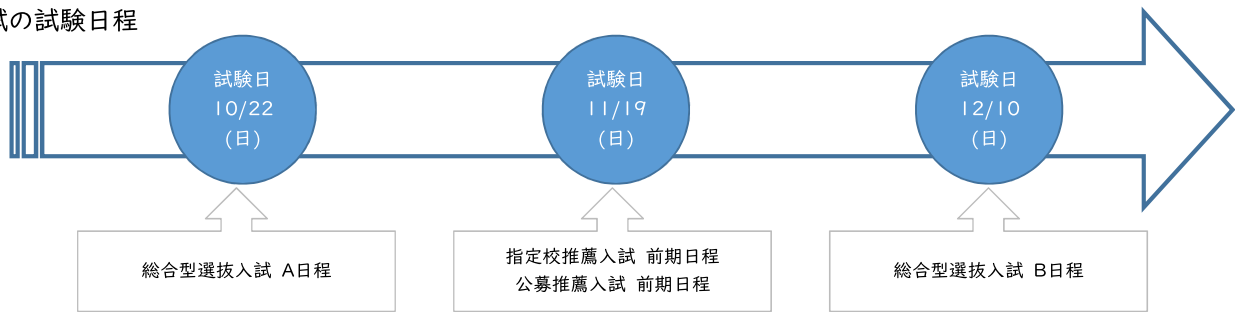 試の試験日程
試験日
10/22
(日)
試験日
11/19
(日)
試験日
12/10
(日)
総合型選抜入試 A日程
指定校推薦入試 前期日程
公募推薦入試 前期日程
総合型選抜入試 B日程